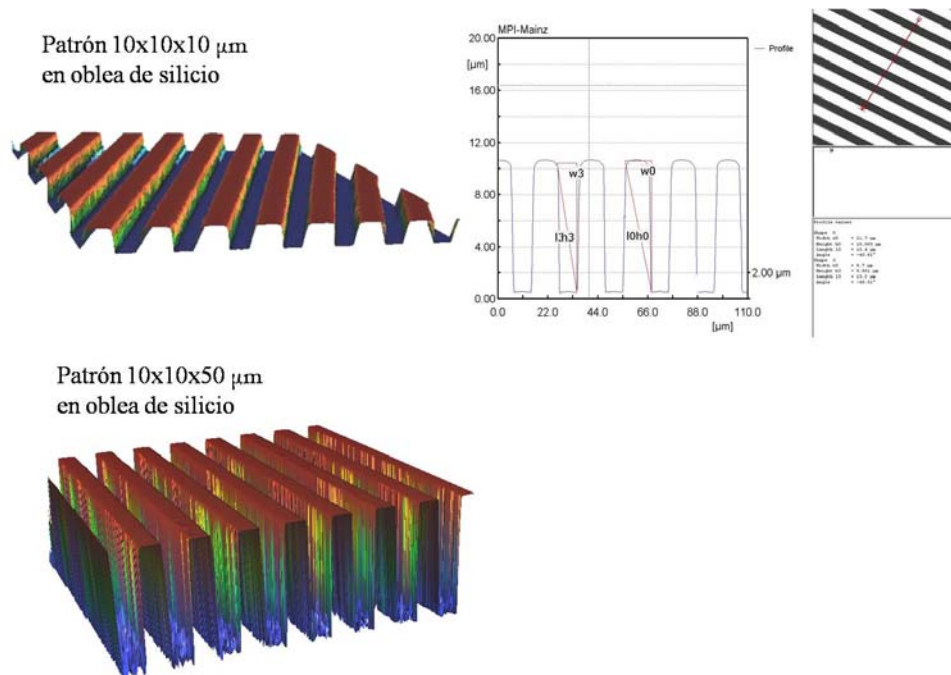 Patrón 10x10x10 μm
en oblea de silicio
MPI-Mainz
20.00
[μm]
16.00
12.00
8.00
4.00
0.00
Profile
w3
w0
l3h3
l0h0
2.00 μm
0.0
22.0
44.0
66.0
88.0
110.0
[μm]
Profile Values
Patrón 10x10x50 μm
en oblea de silicio